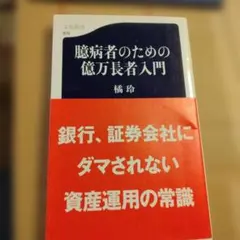 臆病者のための
億万長者入門
橘 玲
銀行、証券会社に
ダマされない
資産運用の常識